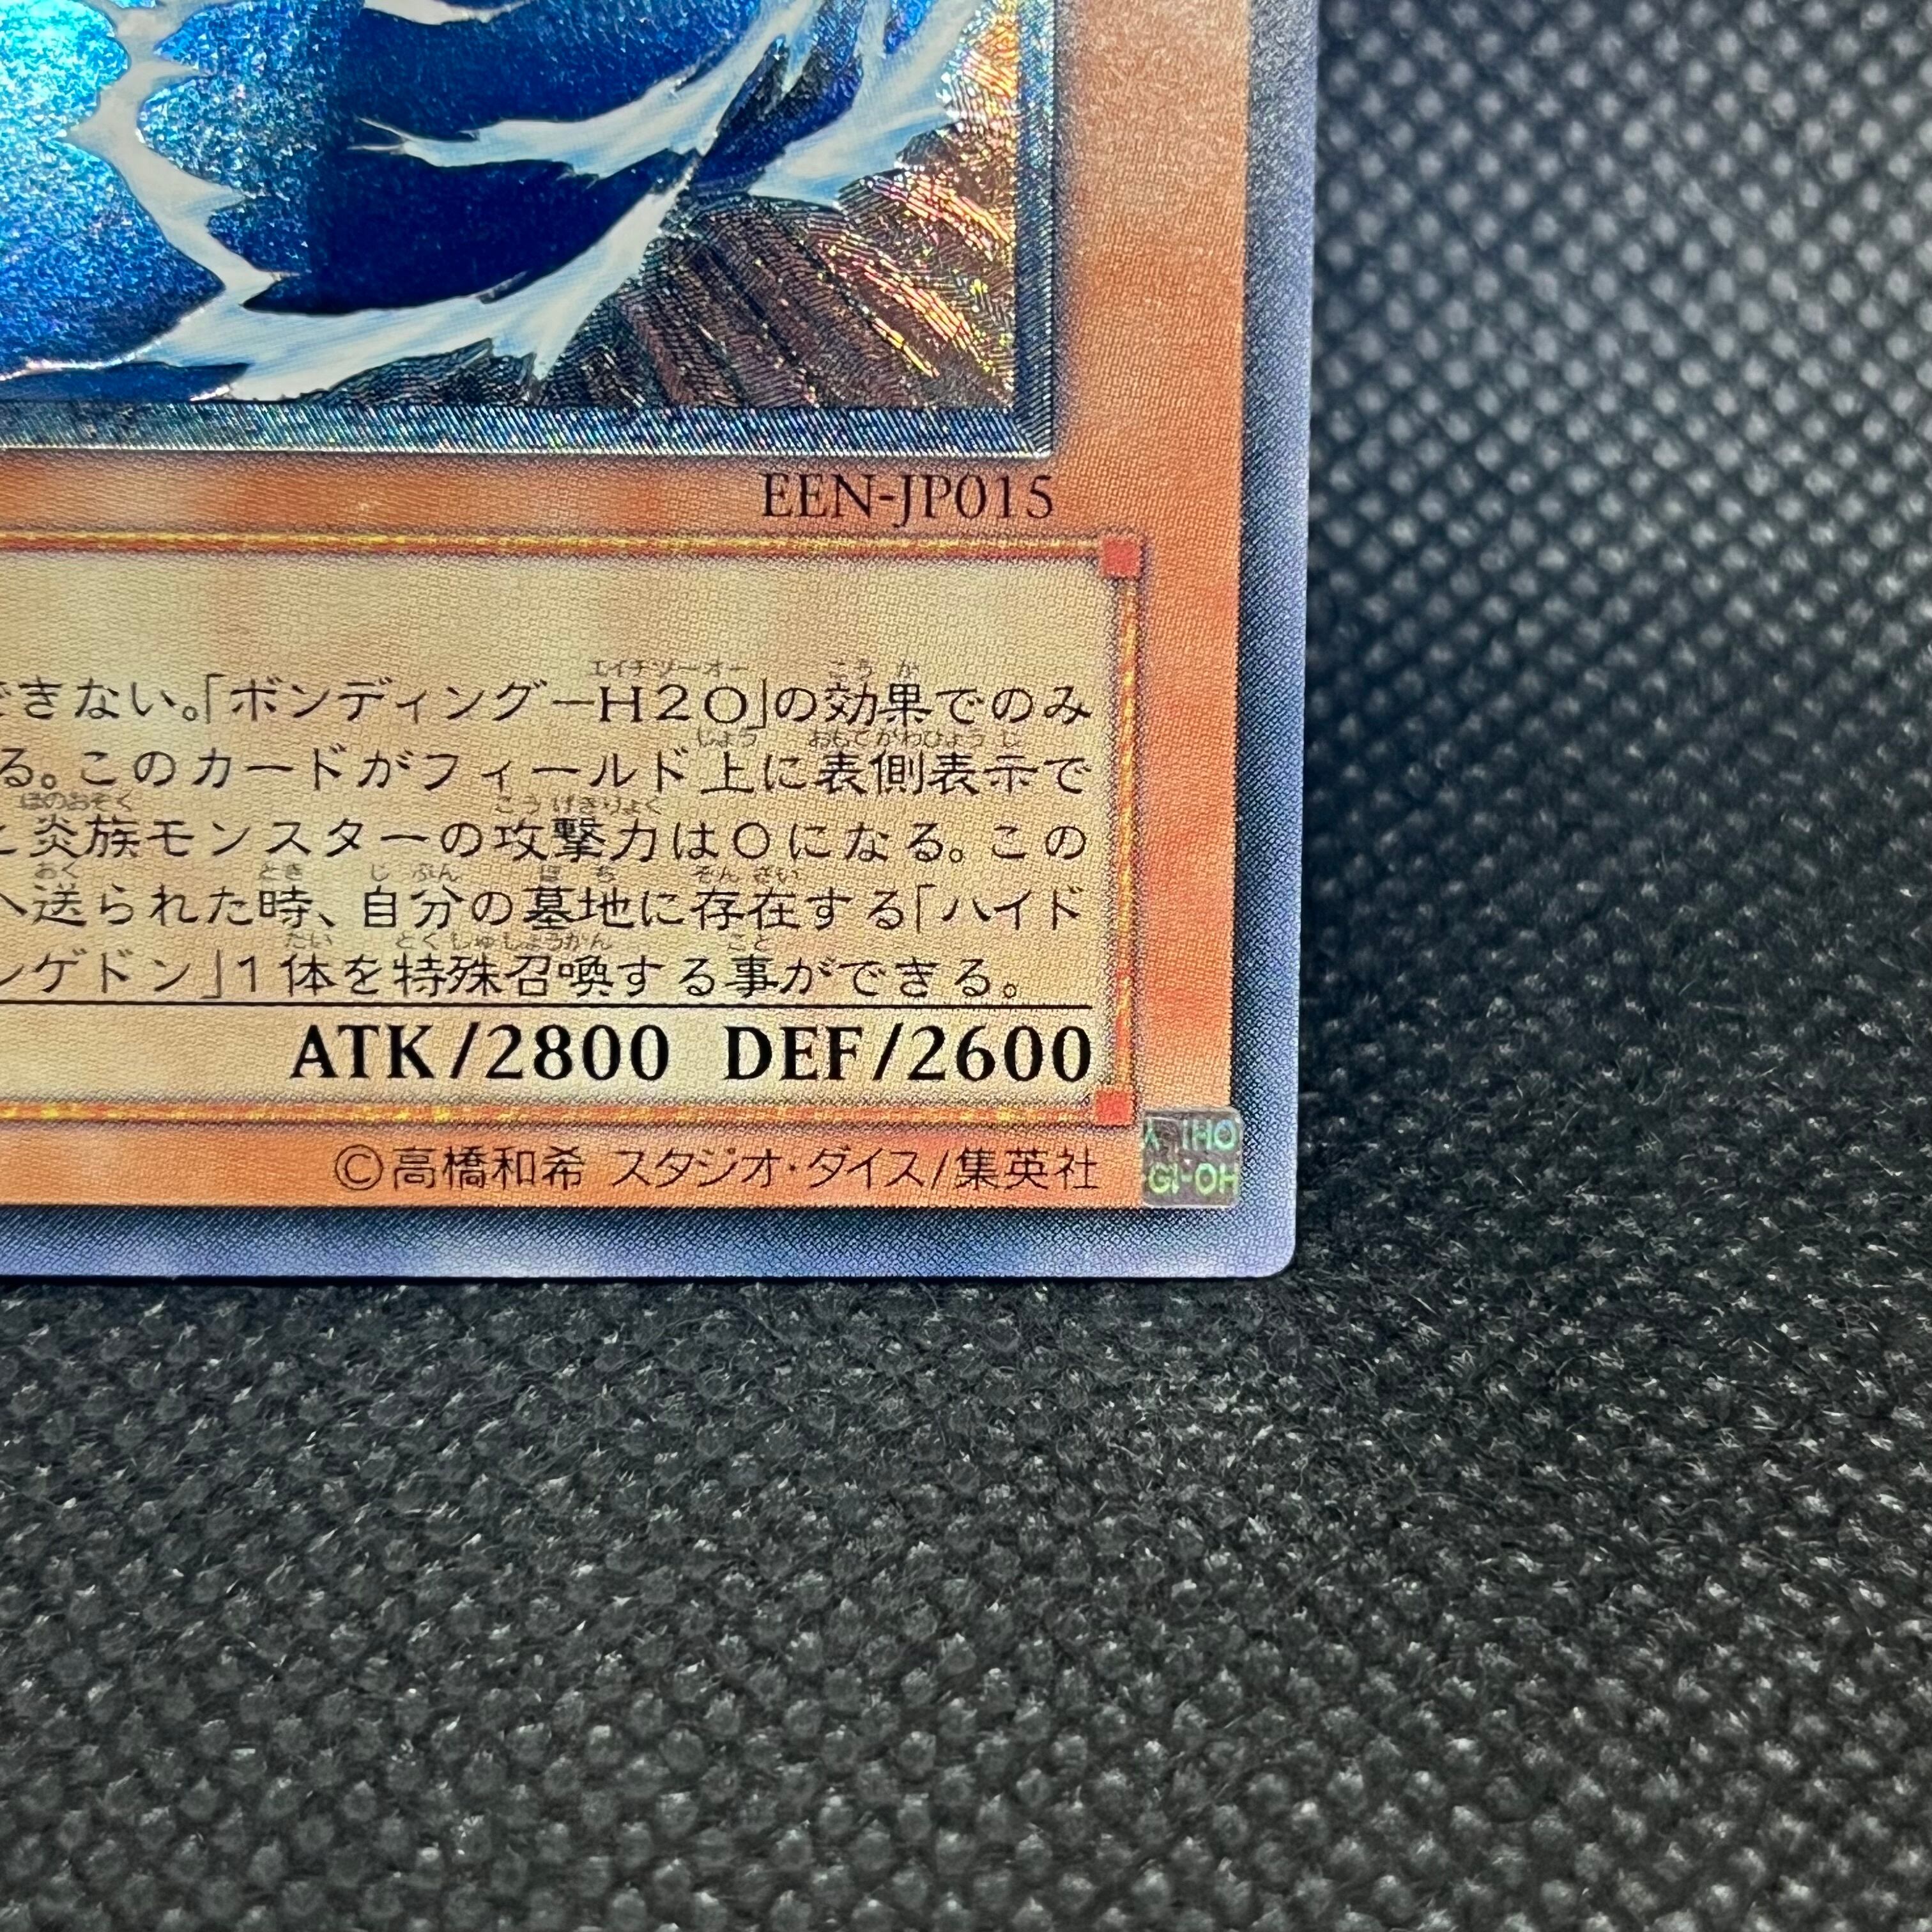 EEN-JP015
できない。「ボンディング－H2O」の効果でのみ
る。このカードがフィールド上に表側表示で
と炎族モンスターの攻撃力は0になる。この
へ送られた時、自分の墓地に存在する「ハイド
ンゲドン」1体を特殊召喚する事ができる。
ATK/2800 DEF/2600
©高橋和希 スタジオ・ダイス/集英社
GI-OH